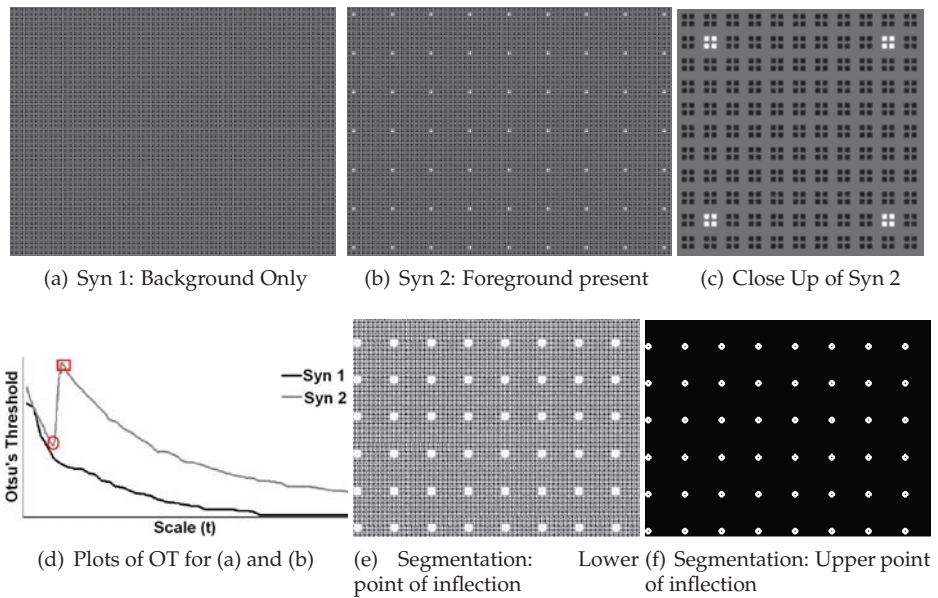 (a) Syn 1: Background Only
(b) Syn 2: Foreground present
(c) Close Up of Syn 2
Otsu's Threshold
Syn 1
Syn 2
Scale (t)
(d) Plots of OT for (a) and (b)
(e) Segmentation: Lower
point of inflection
(f) Segmentation: Upper point
of inflection